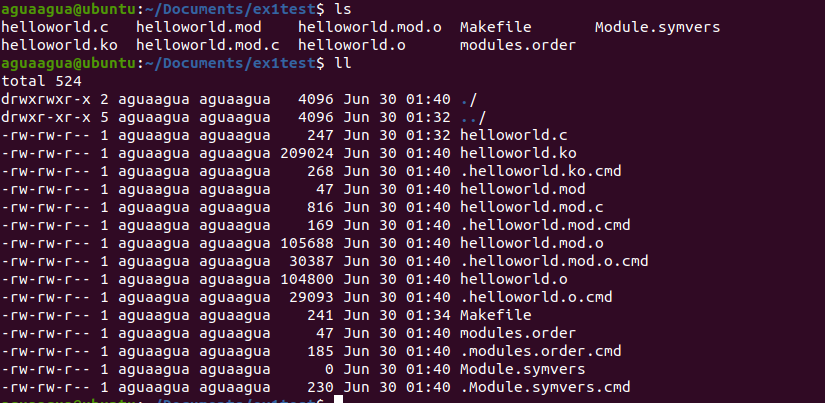 aguaagua@ubuntu:~/Documents/ex1test$ ls
helloworld.c   helloworld.mod    helloworld.mod.o  Makefile       Module.symvers
helloworld.ko  helloworld.mod.c  helloworld.o      modules.order
aguaagua@ubuntu:~/Documents/ex1test$ ll
total 524
drwxrwxr-x 2 aguaagua aguaagua   4096 Jun 30 01:40 ./
drwxr-xr-x 5 aguaagua aguaagua   4096 Jun 30 01:32 ../
-rw-rw-r-- 1 aguaagua aguaagua    247 Jun 30 01:32 helloworld.c
-rw-rw-r-- 1 aguaagua aguaagua 209024 Jun 30 01:40 helloworld.ko
-rw-rw-r-- 1 aguaagua aguaagua    268 Jun 30 01:40 .helloworld.ko.cmd
-rw-rw-r-- 1 aguaagua aguaagua     47 Jun 30 01:40 helloworld.mod
-rw-rw-r-- 1 aguaagua aguaagua    816 Jun 30 01:40 helloworld.mod.c
-rw-rw-r-- 1 aguaagua aguaagua    169 Jun 30 01:40 .helloworld.mod.cmd
-rw-rw-r-- 1 aguaagua aguaagua 105688 Jun 30 01:40 helloworld.mod.o
-rw-rw-r-- 1 aguaagua aguaagua  30387 Jun 30 01:40 .helloworld.mod.o.cmd
-rw-rw-r-- 1 aguaagua aguaagua 104800 Jun 30 01:40 helloworld.o
-rw-rw-r-- 1 aguaagua aguaagua  29093 Jun 30 01:40 .helloworld.o.cmd
-rw-rw-r-- 1 aguaagua aguaagua    241 Jun 30 01:34 Makefile
-rw-rw-r-- 1 aguaagua aguaagua     47 Jun 30 01:40 modules.order
-rw-rw-r-- 1 aguaagua aguaagua    185 Jun 30 01:40 .modules.order.cmd
-rw-rw-r-- 1 aguaagua aguaagua      0 Jun 30 01:40 Module.symvers
-rw-rw-r-- 1 aguaagua aguaagua    230 Jun 30 01:40 .Module.symvers.cmd
aguaagua@ubuntu:~/Documents/ex1test$